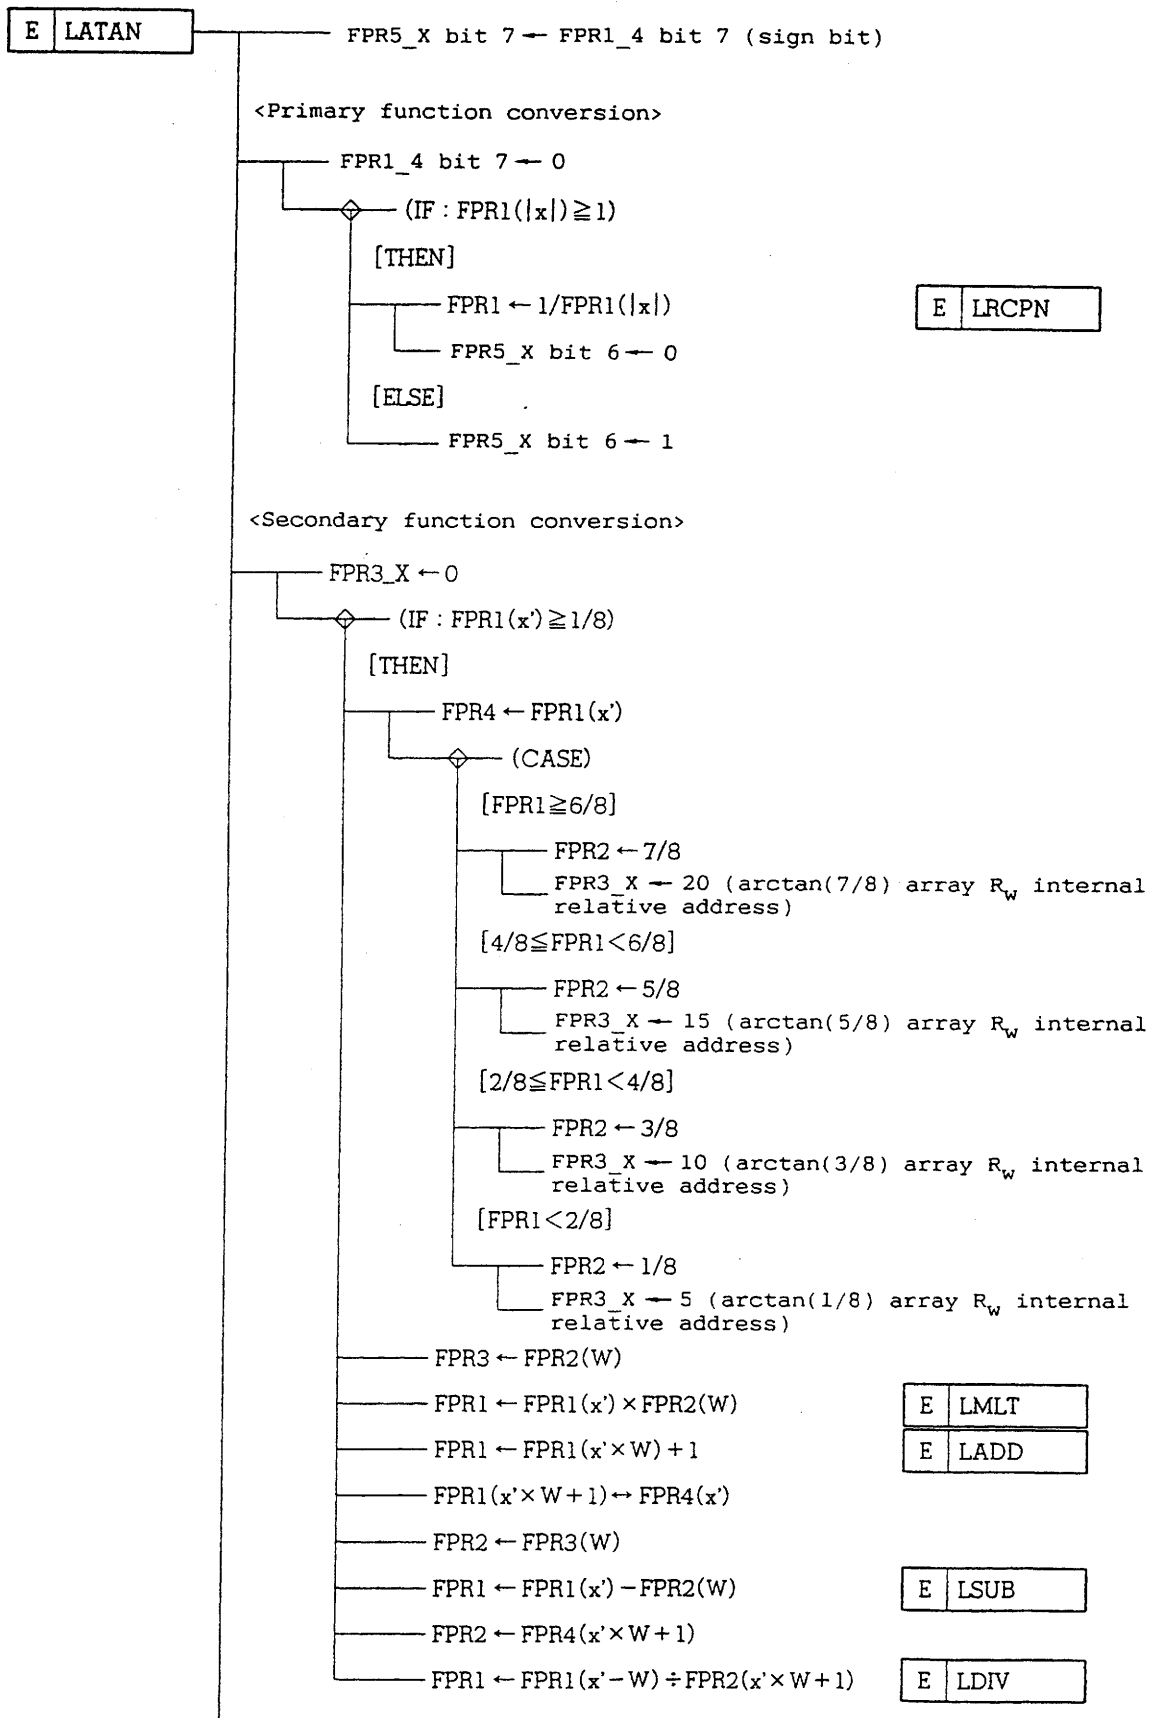 E LATAN
FPR5_X bit 7 ← FPR1_4 bit 7 (sign bit)
<Primary function conversion>
FPR1_4 bit 7 ← 0
(IF : FPR1(|x|) ≧ 1)
[THEN]
FPR1 ← 1/FPR1(|x|)
E LRCPN
FPR5_X bit 6 ← 0
[ELSE]
FPR5_X bit 6 ← 1
<Secondary function conversion>
FPR3_X ← 0
(IF : FPR1(x') ≧ 1/8)
[THEN]
FPR4 ← FPR1(x')
(CASE)
[FPR1≧6/8]
FPR2 ← 7/8
FPR3_X ← 20 (arctan(7/8) array Rw internal
relative address)
[4/8≦FPR1<6/8]
FPR2 ← 5/8
FPR3_X ← 15 (arctan(5/8) array Rw internal
relative address)
[2/8≦FPR1<4/8]
FPR2 ← 3/8
FPR3_X ← 10 (arctan(3/8) array Rw internal
relative address)
[FPR1<2/8]
FPR2 ← 1/8
FPR3_X ← 5 (arctan(1/8) array Rw internal
relative address)
FPR3 ← FPR2(W)
FPR1 ← FPR1(x') × FPR2(W)
E LMLT
FPR1 ← FPR1(x'×W) + 1
E LADD
FPR1(x'×W+1) ↔ FPR4(x')
FPR2 ← FPR3(W)
FPR1 ← FPR1(x') − FPR2(W)
E LSUB
FPR2 ← FPR4(x'×W+1)
FPR1 ← FPR1(x'−W) ÷ FPR2(x'×W+1)
E LDIV